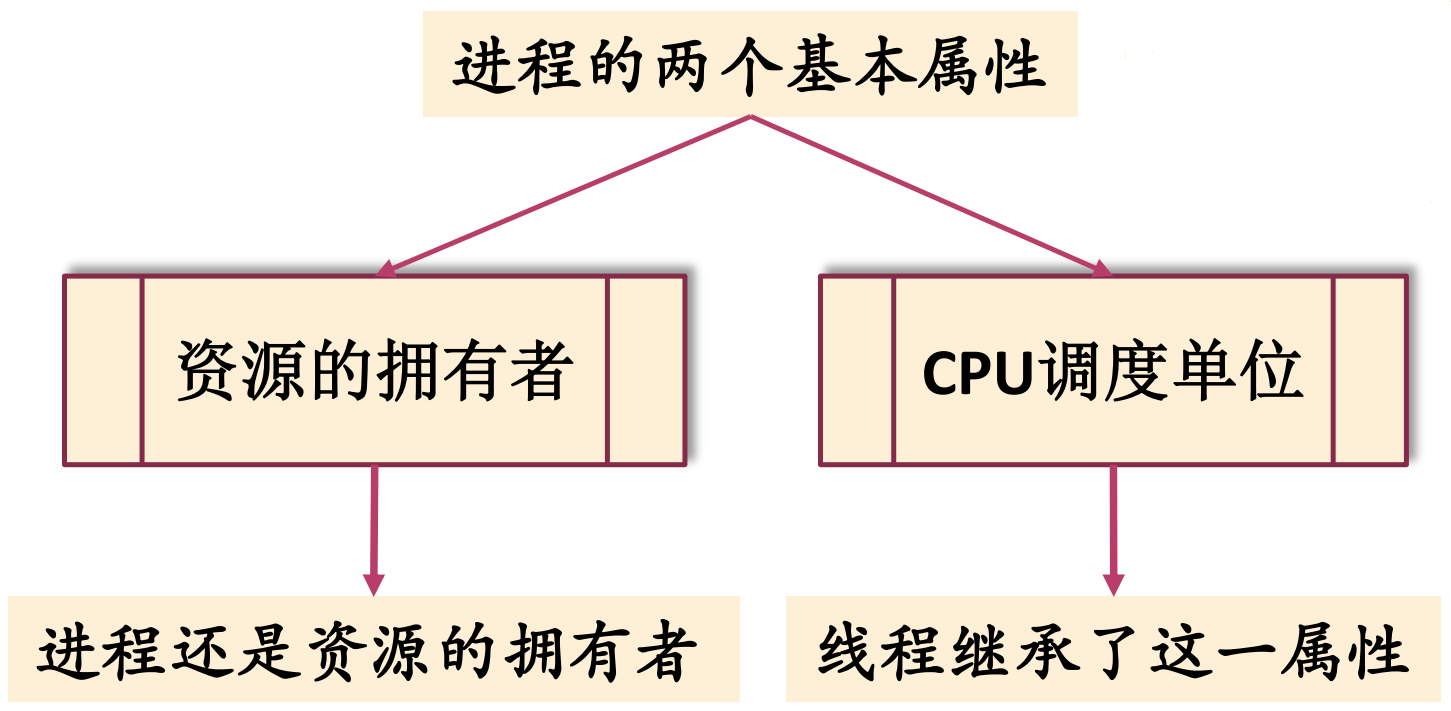 进程的两个基本属性
资源的拥有者
CPU调度单位
进程还是资源的拥有者
线程继承了这一属性